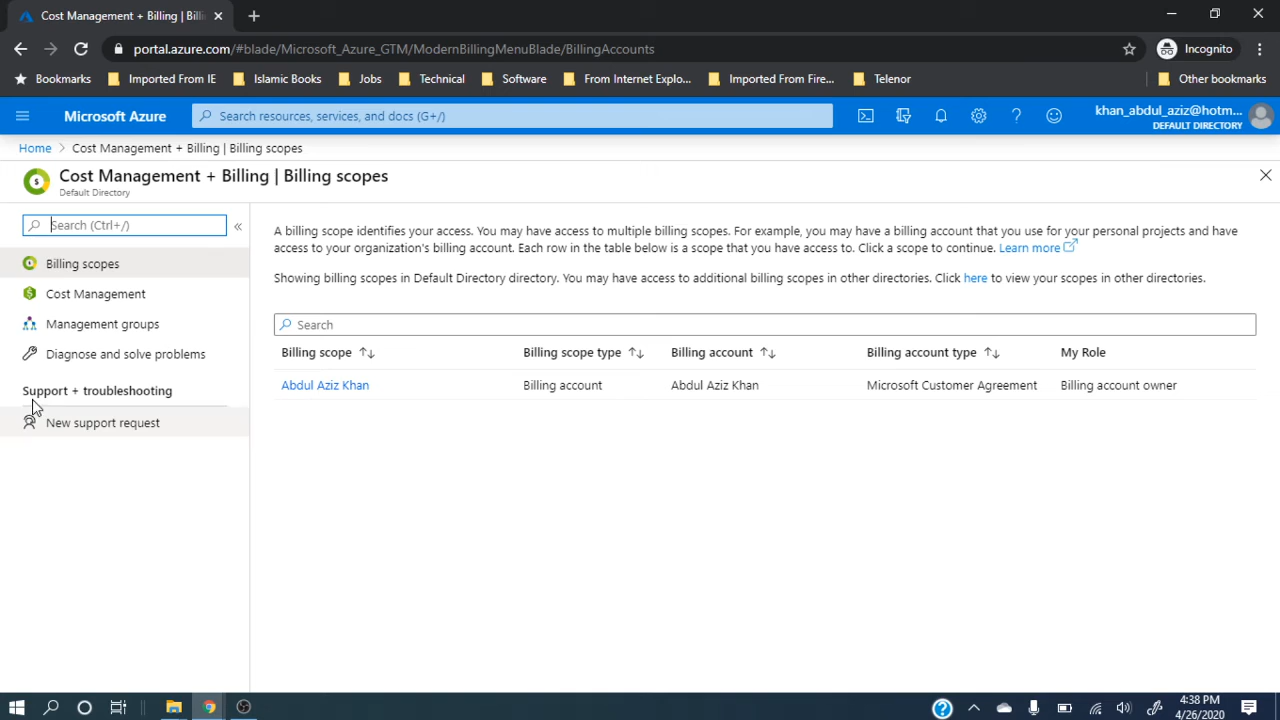 Cost Management + Billing | Billi
portal.azure.com/#blade/Microsoft_Azure_GTM/ModernBillingMenuBlade/BillingAccounts
Incognito
Bookmarks
Imported From IE
Islamic Books
Jobs
Technical
Software
From Internet Explo...
Imported From Fire...
Telenor
Other bookmarks
Microsoft Azure
Search resources, services, and docs (G+/)
khan_abdul_aziz@hotm...
DEFAULT DIRECTORY
Home > Cost Management + Billing | Billing scopes
Cost Management + Billing | Billing scopes
Default Directory
Search (Ctrl+/)
«
Billing scopes
Cost Management
Management groups
Diagnose and solve problems
Support + troubleshooting
New support request
A billing scope identifies your access. You may have access to multiple billing scopes. For example, you may have a billing account that you use for your personal projects and have
access to your organization's billing account. Each row in the table below is a scope that you have access to. Click a scope to continue. Learn more
Showing billing scopes in Default Directory directory. You may have access to additional billing scopes in other directories. Click here to view your scopes in other directories.
Search
Billing scope ↑↓ Billing scope type ↑↓ Billing account ↑↓ Billing account type ↑↓ My Role
Abdul Aziz Khan Billing account Abdul Aziz Khan Microsoft Customer Agreement Billing account owner
4:38 PM
4/26/2020